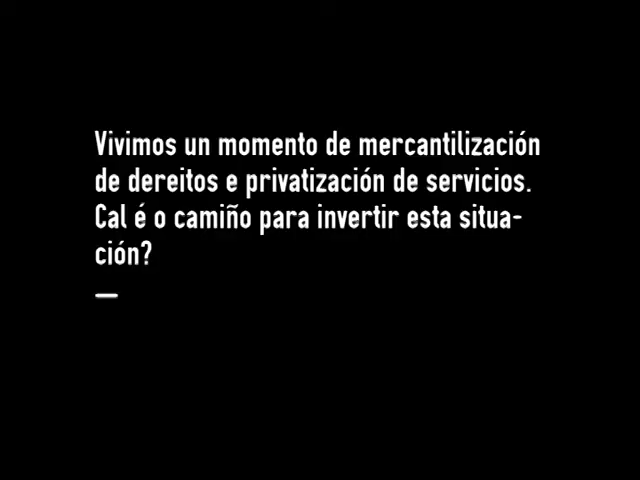 Vivimos un momento de mercantilización
de dereitos e privatización de servicios.
Cal é o camiño para invertir esta situa-
ción?